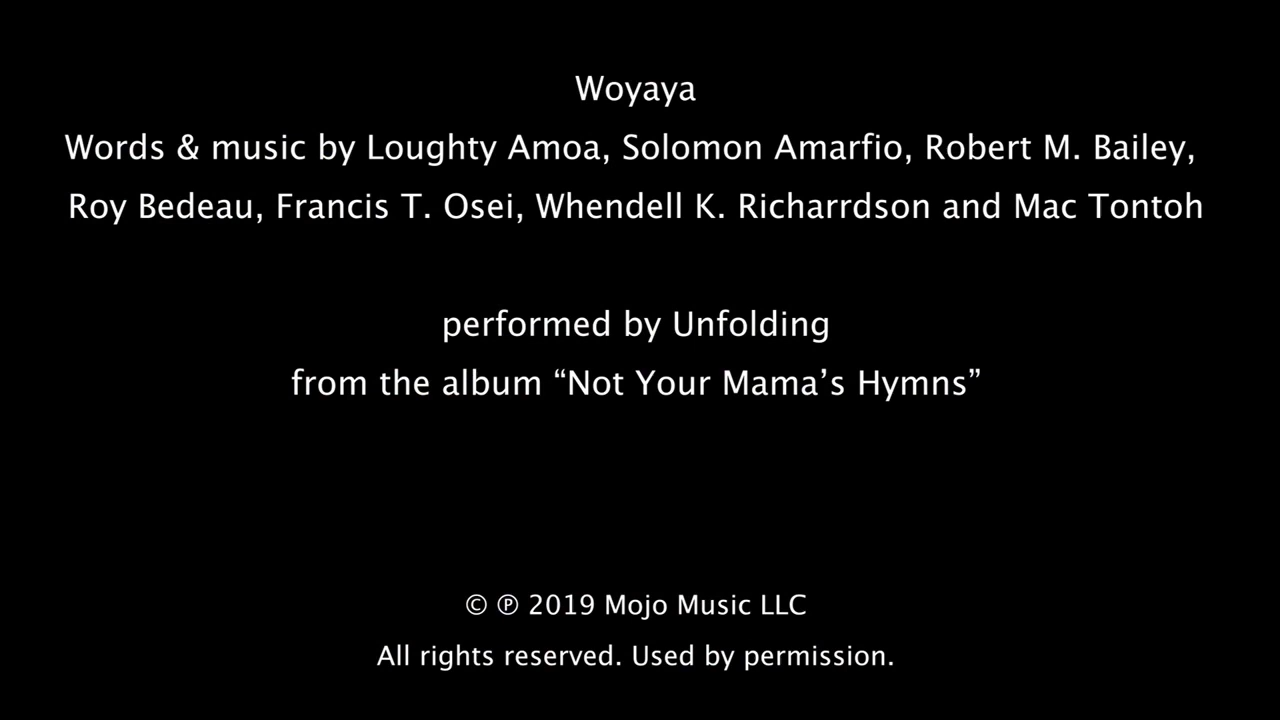 Woyaya
Words & music by Loughty Amoa, Solomon Amarfio, Robert M. Bailey,
Roy Bedeau, Francis T. Osei, Whendell K. Richarrdson and Mac Tontoh
performed by Unfolding
from the album “Not Your Mama’s Hymns”
© ℗ 2019 Mojo Music LLC
All rights reserved. Used by permission.